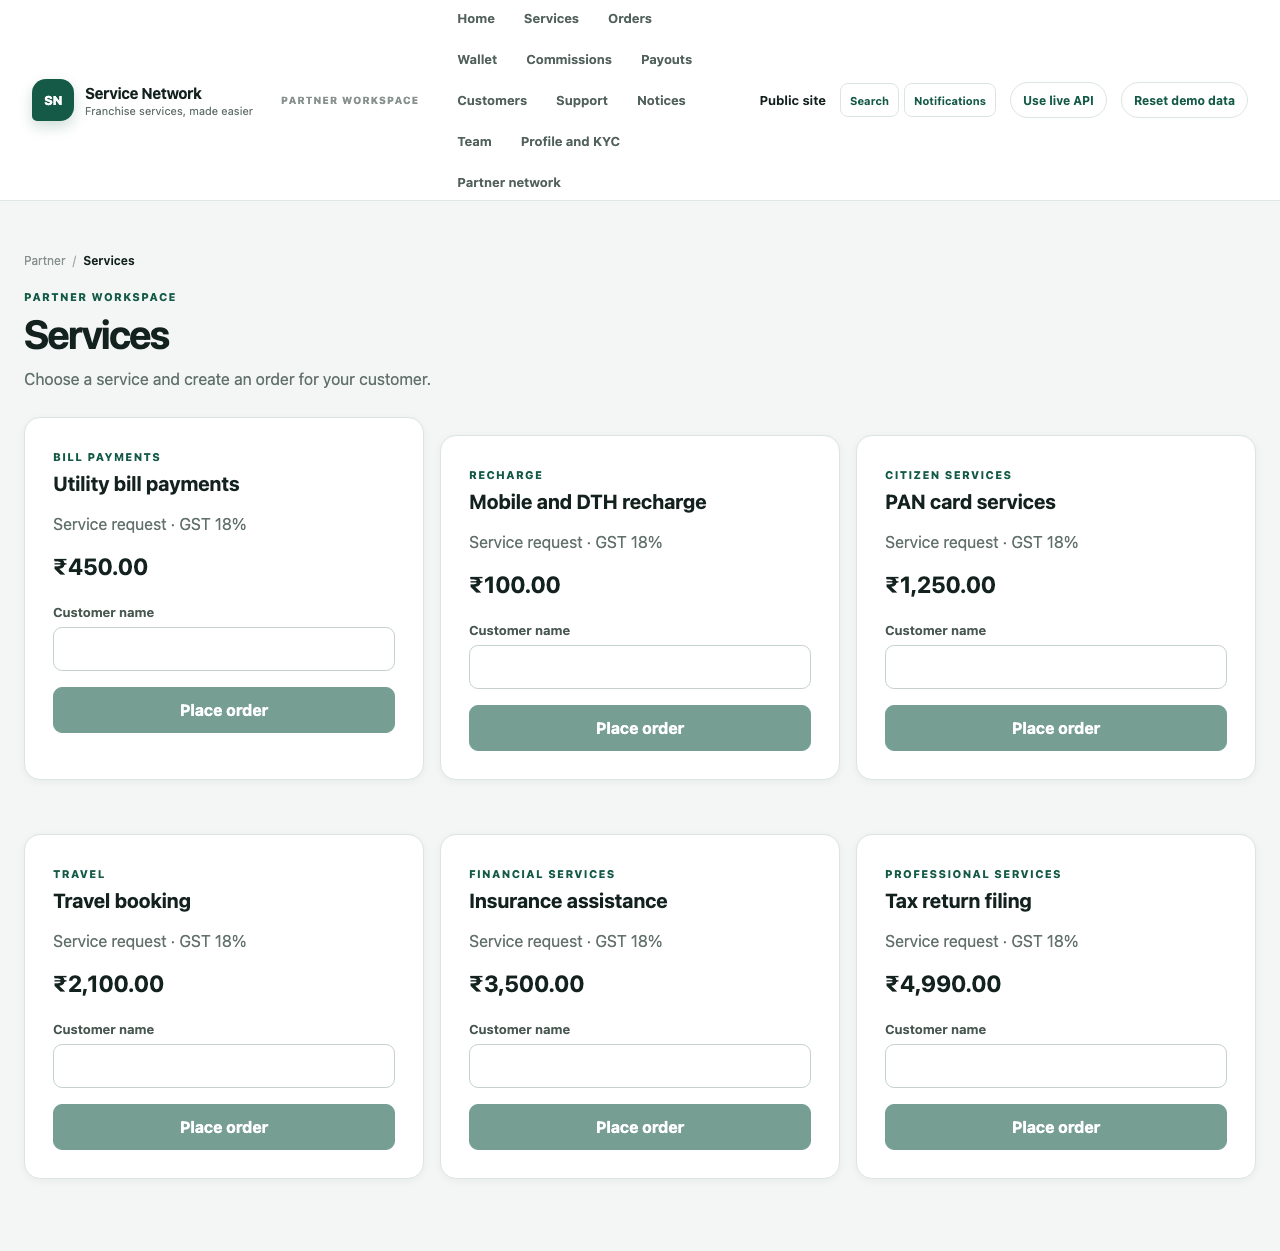 SN
Service Network
Franchise services, made easier
PARTNER WORKSPACE
Home Services Orders
Wallet Commissions Payouts
Customers Support Notices
Team Profile and KYC
Partner network
Public site
Search
Notifications
Use live API
Reset demo data
Partner / Services
PARTNER WORKSPACE
Services
Choose a service and create an order for your customer.
BILL PAYMENTS
Utility bill payments
Service request · GST 18%
₹450.00
Customer name
Place order
RECHARGE
Mobile and DTH recharge
Service request · GST 18%
₹100.00
Customer name
Place order
CITIZEN SERVICES
PAN card services
Service request · GST 18%
₹1,250.00
Customer name
Place order
TRAVEL
Travel booking
Service request · GST 18%
₹2,100.00
Customer name
Place order
FINANCIAL SERVICES
Insurance assistance
Service request · GST 18%
₹3,500.00
Customer name
Place order
PROFESSIONAL SERVICES
Tax return filing
Service request · GST 18%
₹4,990.00
Customer name
Place order